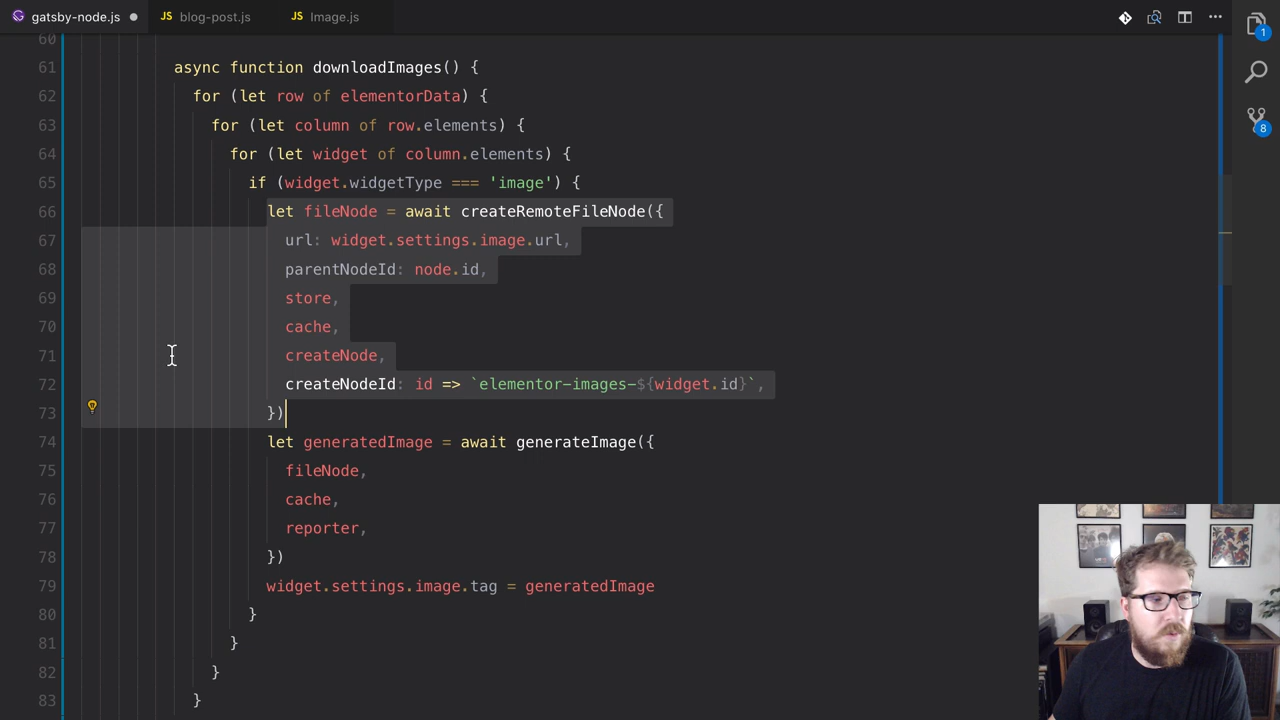 gatsby-node.js
JS blog-post.js
JS Image.js
1
8
60
61 async function downloadImages() {
62 for (let row of elementorData) {
63 for (let column of row.elements) {
64 for (let widget of column.elements) {
65 if (widget.widgetType === 'image') {
66 let fileNode = await createRemoteFileNode({
67 url: widget.settings.image.url,
68 parentNodeId: node.id,
69 store,
70 cache,
71 createNode,
72 createNodeId: id => `elementor-images-${widget.id}`,
73 })
74 let generatedImage = await generateImage({
75 fileNode,
76 cache,
77 reporter,
78 })
79 widget.settings.image.tag = generatedImage
80 }
81 }
82 }
83 }